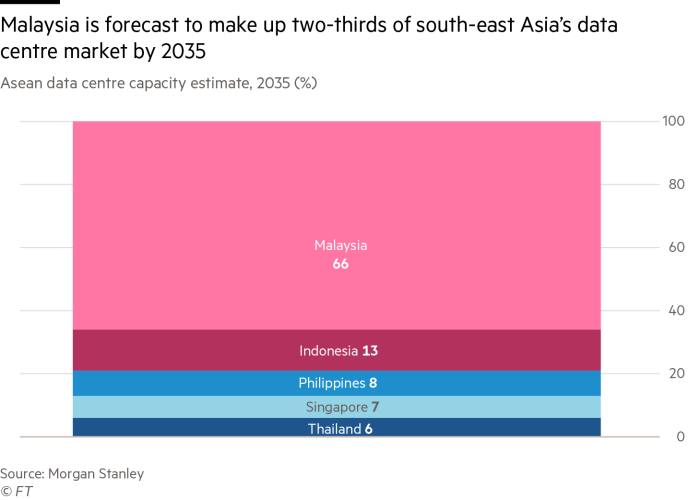 Malaysia is forecast to make up two-thirds of south-east Asia’s data
centre market by 2035
Asean data centre capacity estimate, 2035 (%)
100
80
60
40
20
0
Malaysia
66
Indonesia 13
Philippines 8
Singapore 7
Thailand 6
Source: Morgan Stanley
© FT